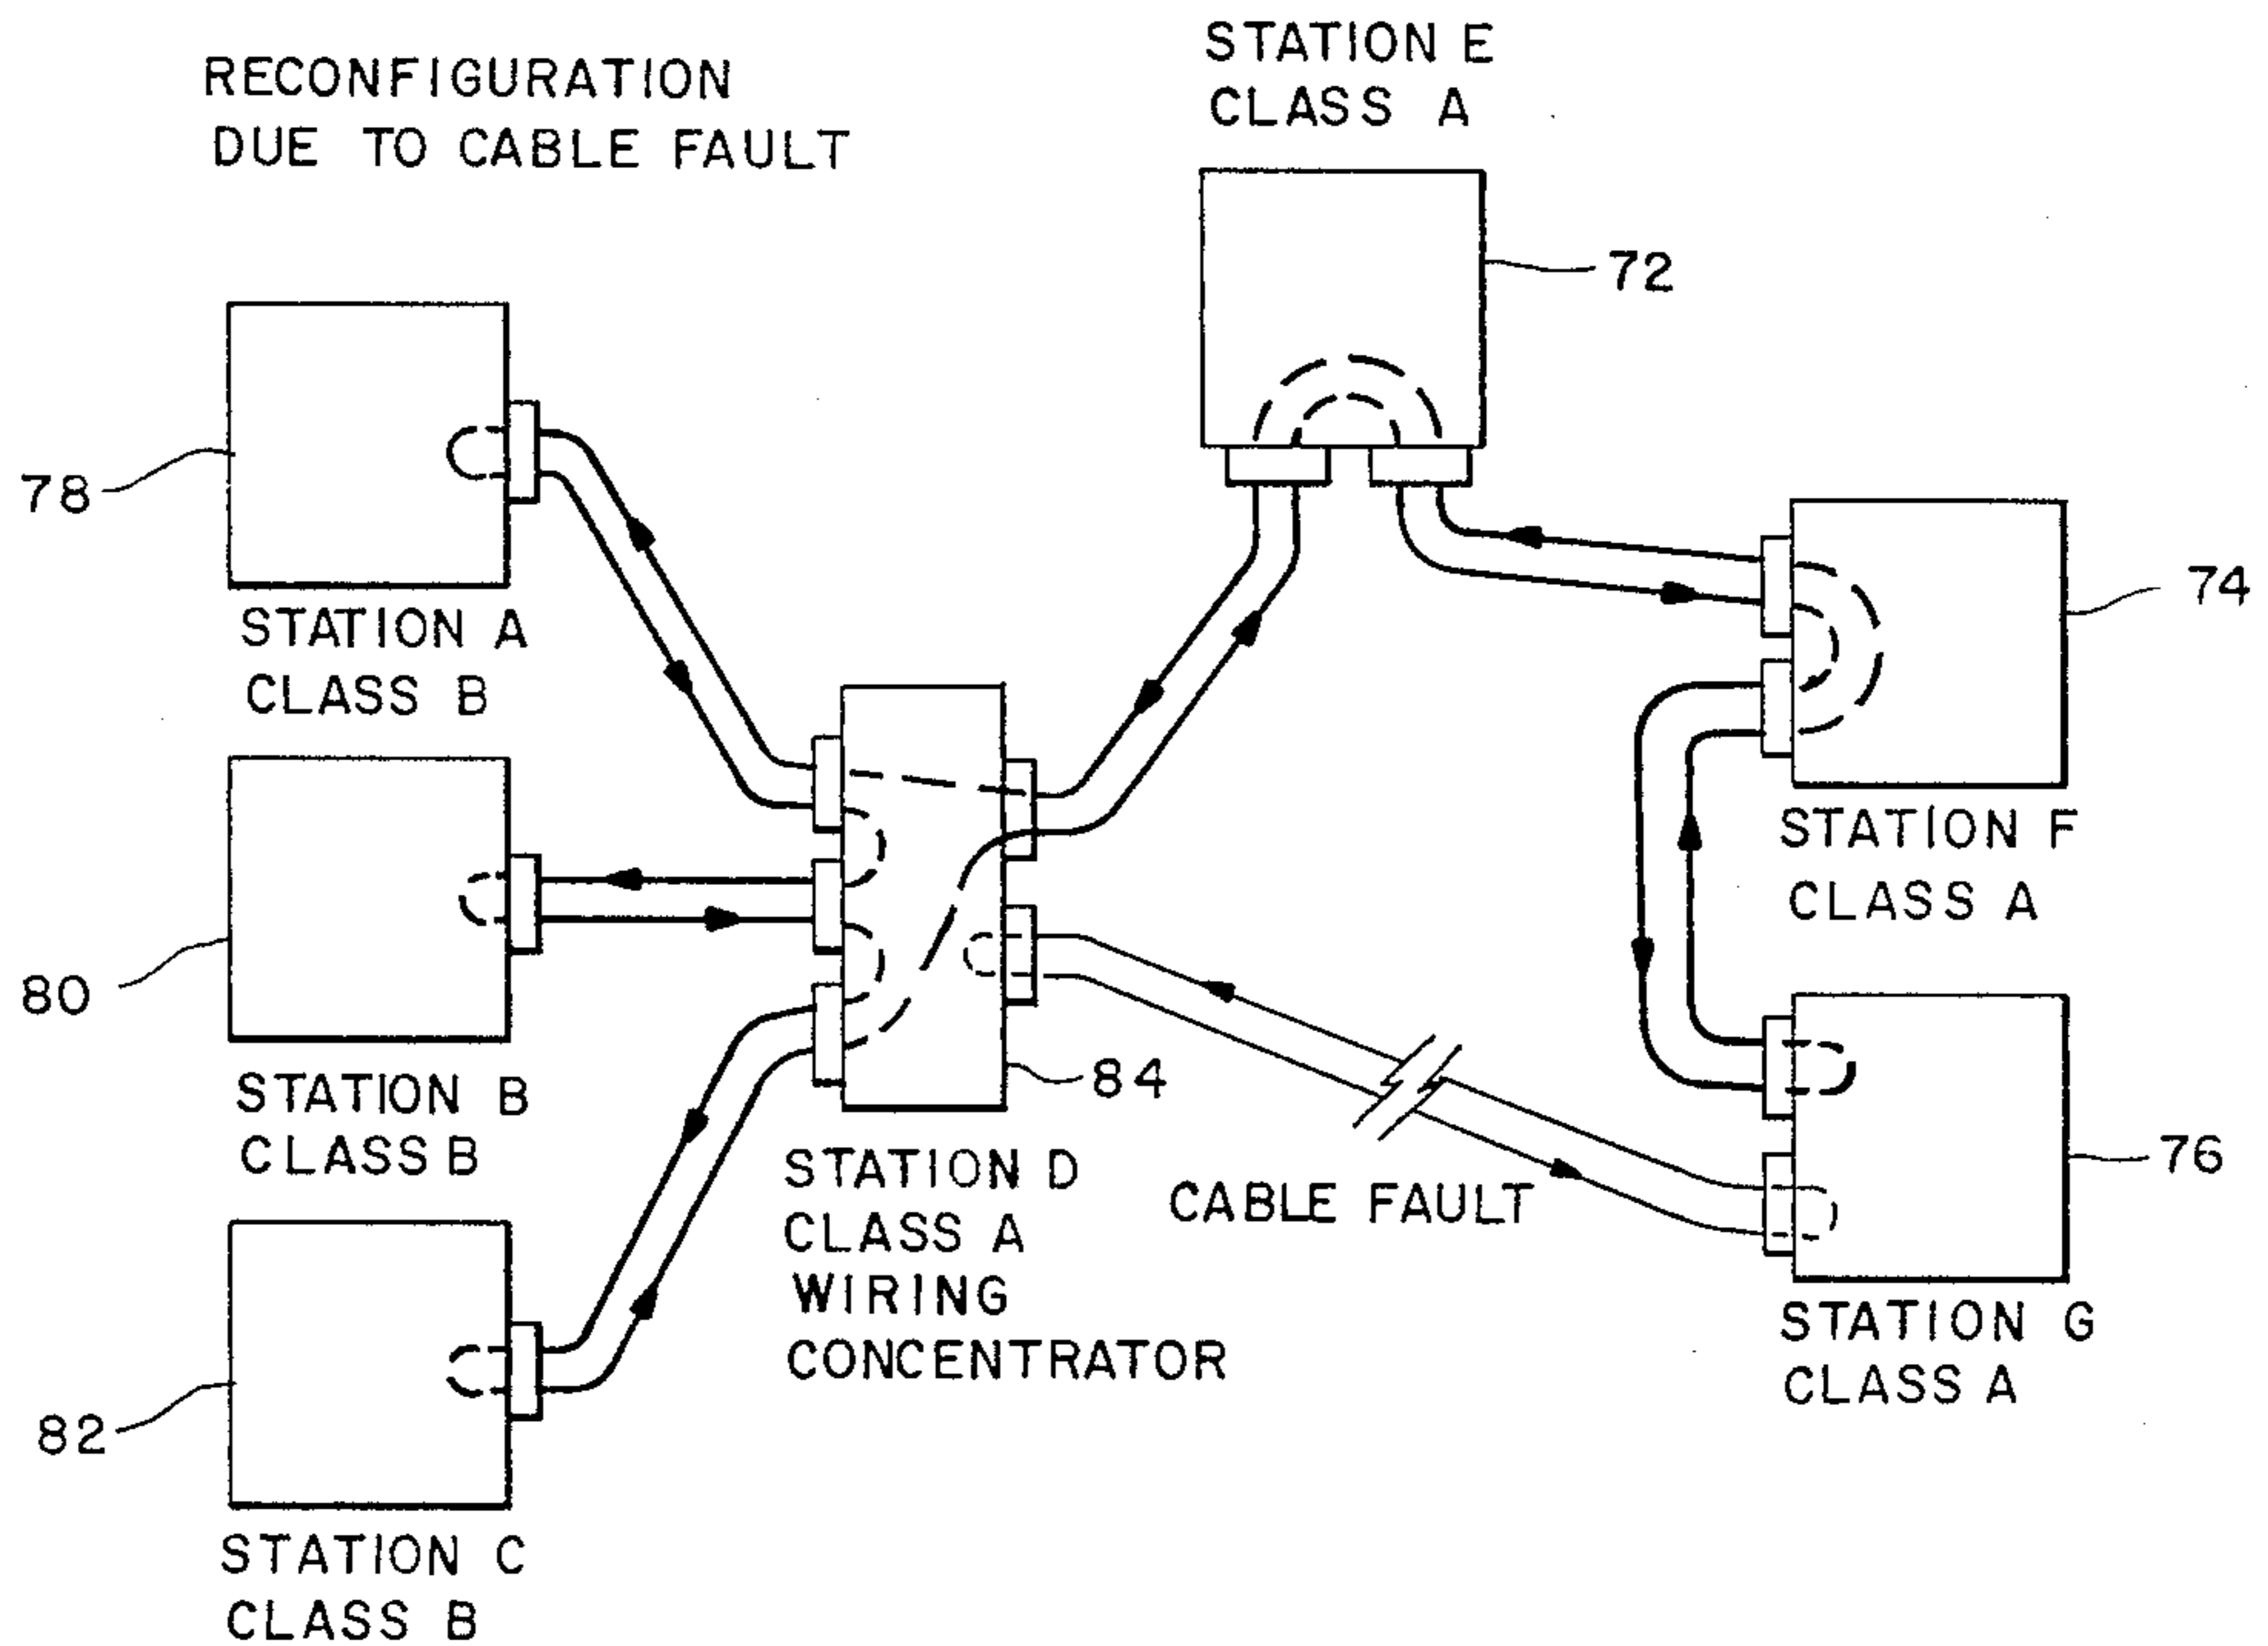 RECONFIGURATION
DUE TO CABLE FAULT
STATION E
CLASS A
72
78
STATION A
CLASS B
74
STATION F
CLASS A
80
STATION B
CLASS B
84
STATION D
CLASS A
WIRING
CONCENTRATOR
CABLE FAULT
76
STATION G
CLASS A
82
STATION C
CLASS B